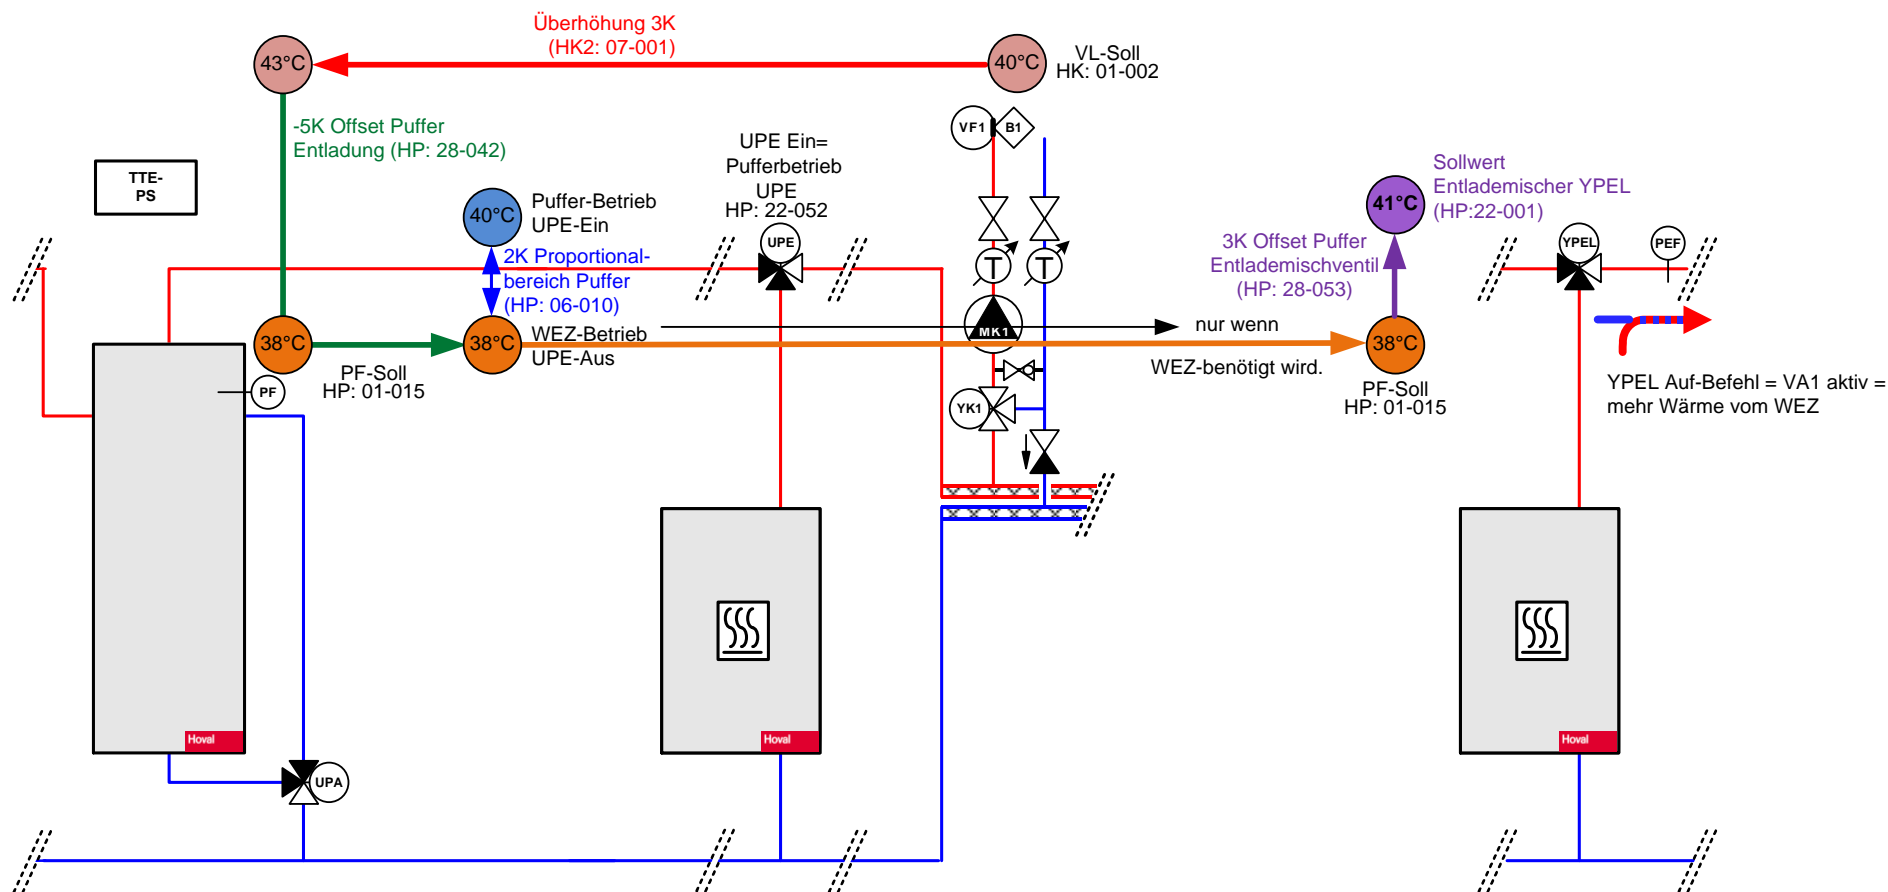 Überhöhung 3K
(HK2: 07-001)
43°C
40°C
VL-Soll
HK: 01-002
-5K Offset Puffer
Entladung (HP: 28-042)
VF1
B1
UPE Ein=
Pufferbetrieb
UPE
HP: 22-052
Sollwert
Entlademischer YPEL
(HP:22-001)
TTE-
PS
40°C
Puffer-Betrieb
UPE-Ein
41°C
UPE
2K Proportional-
bereich Puffer
(HP: 06-010)
T
T
3K Offset Puffer
Entlademischventil
(HP: 28-053)
YPEL
PEF
38°C
38°C
WEZ-Betrieb
UPE-Aus
MK1
nur wenn
WEZ-benötigt wird.
38°C
PF-Soll
HP: 01-015
PF
YK1
PF-Soll
HP: 01-015
YPEL Auf-Befehl = VA1 aktiv =
mehr Wärme vom WEZ
Hoval
Hoval
Hoval
UPA